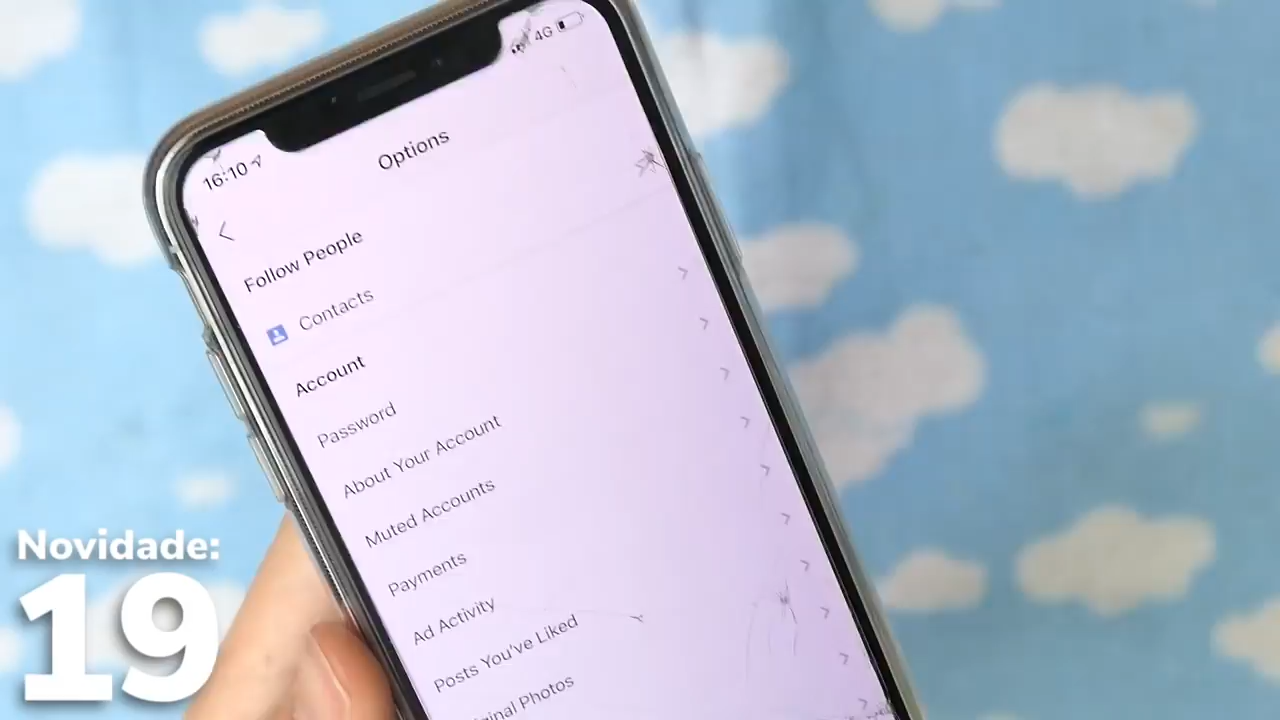 4G
16:10
Options
Follow People
Contacts
Account
Password
About Your Account
Muted Accounts
Payments
Ad Activity
Posts You've Liked
Photos
Novidade:
19